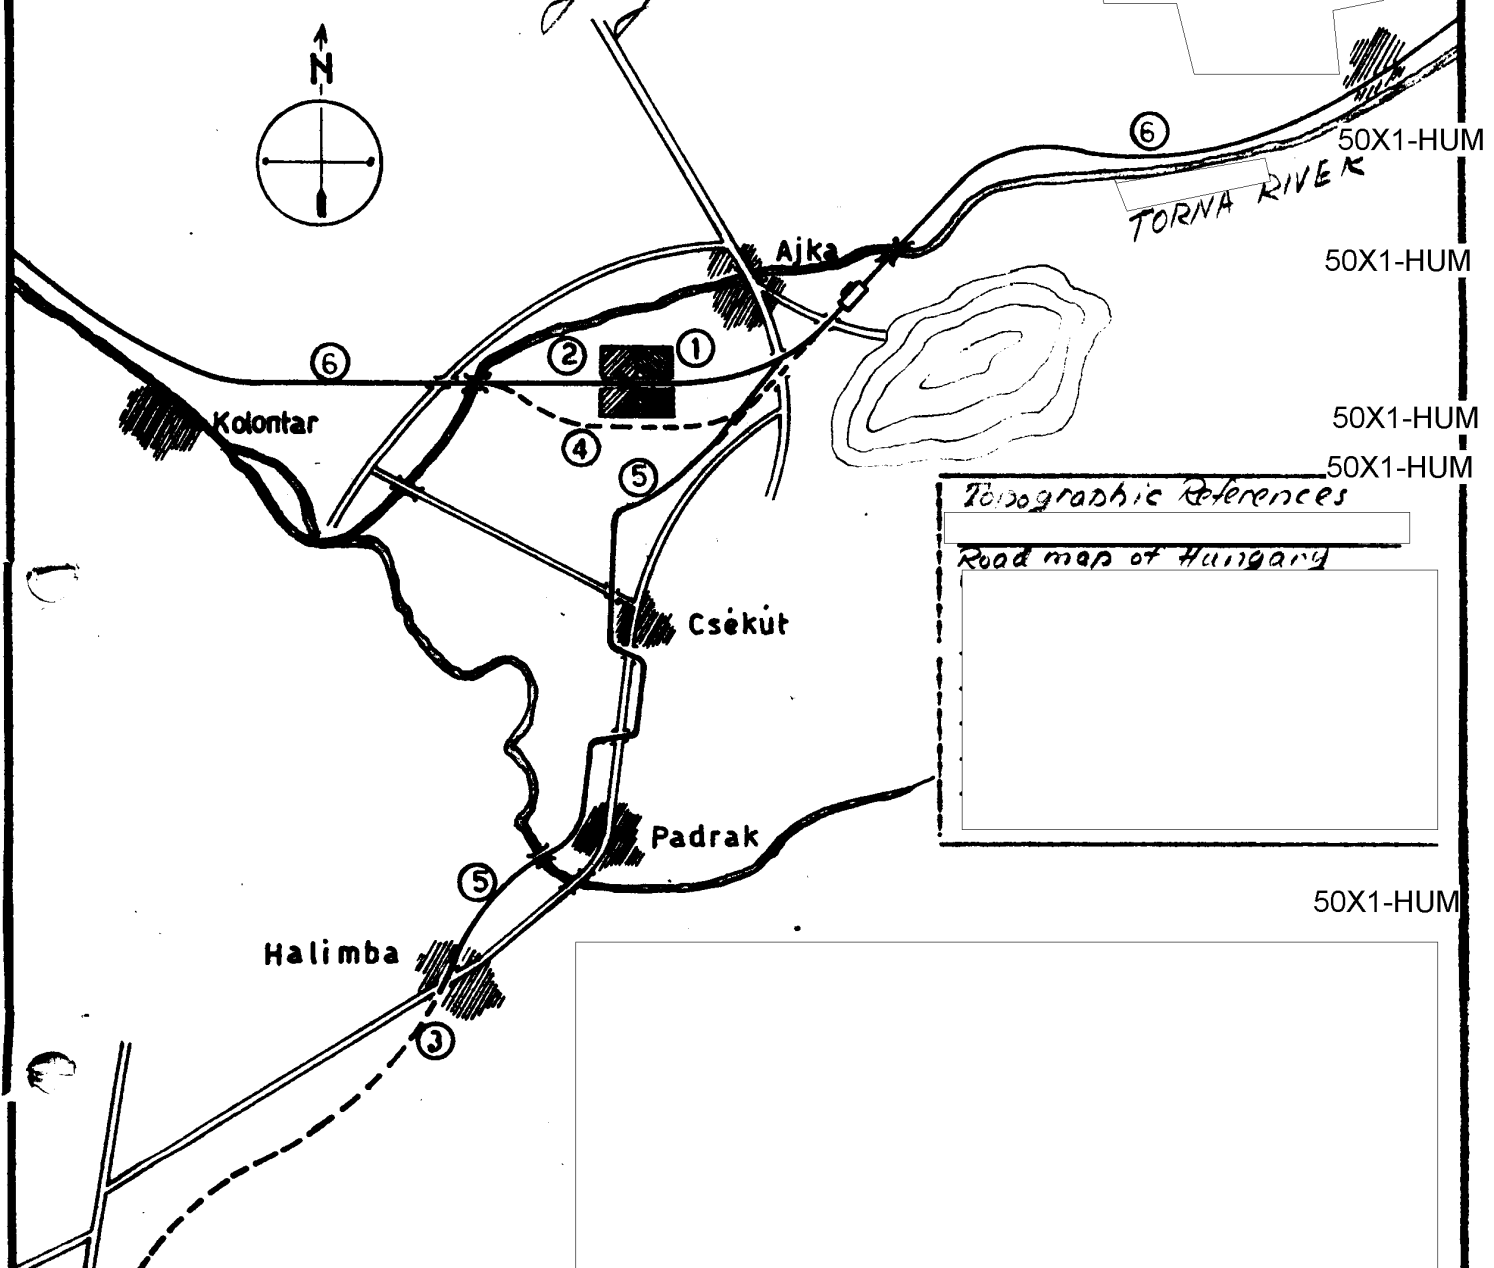 N
6
50X1-HUM
TORNA RIVER
Ajka
50X1-HUM
6
2
1
Kolontar
50X1-HUM
4
5
50X1-HUM
Topographic References
Road map of Hungary
Csékút
Padrak
5
50X1-HUM
Halimba
3